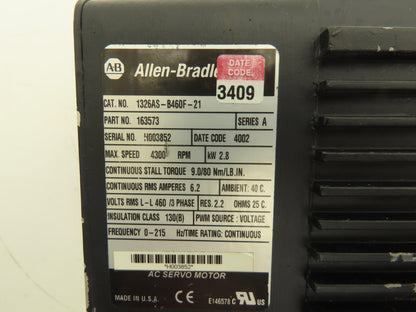 AB Allen-Bradley
DATE CODE.
3409
CAT. NO. 1326AS-B460F-21
PART NO. 163573 SERIES A
SERIAL NO. H003852 DATE CODE 4002
MAX. SPEED 4300 RPM kW 2.8
CONTINUOUS STALL TORQUE 9.0/80 Nm/LB.IN.
CONTINUOUS RMS AMPERES 6.2 AMBIENT: 40 C.
VOLTS RMS L-L 460 /3 PHASE RES. 2.2 OHMS 25 C.
INSULATION CLASS 130(B) PWM SOURCE : VOLTAGE
FREQUENCY 0-215 Hz/TIME RATING: CONTINUOUS
*H003852*
AC SERVO MOTOR
MADE IN U.S.A. CE E146578 C UR US